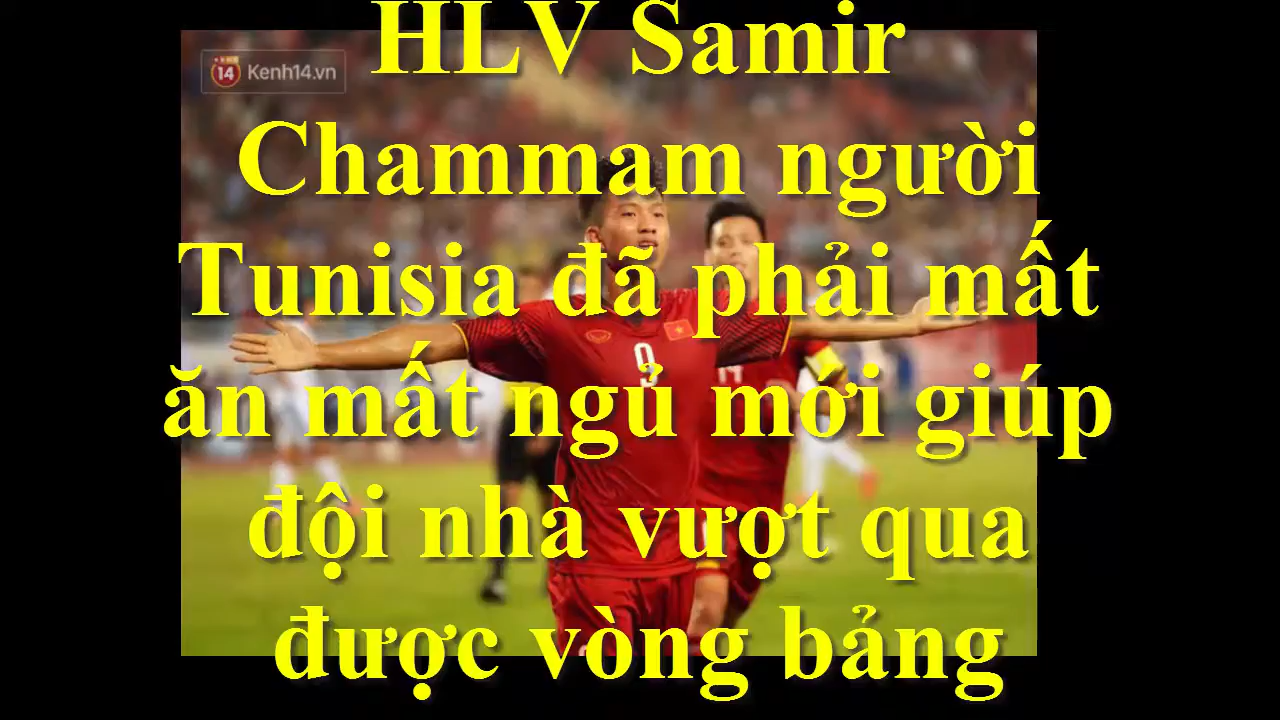 HLV Samir
14 Kenh14.vn
Chammam người
Tunisia đã phải mất
ăn mất ngủ mới giúp
9
đội nhà vượt qua
được vòng bảng